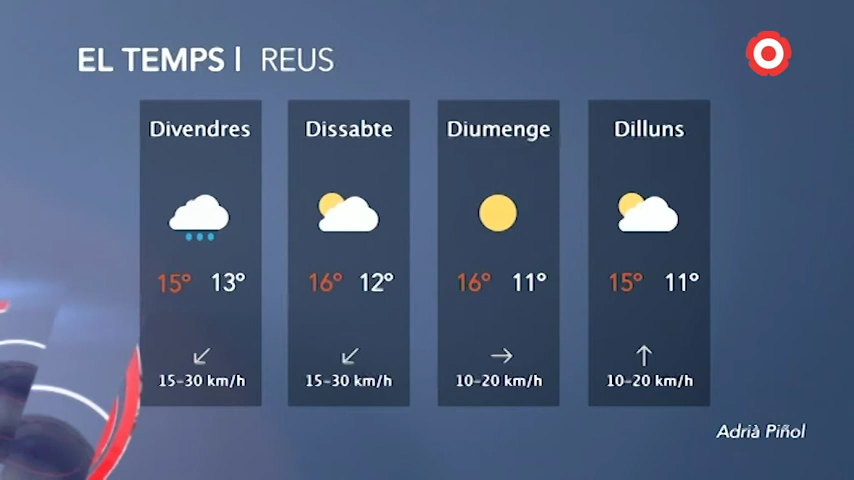 EL TEMPS | REUS
Divendres
15° 13°
15-30 km/h
Dissabte
16° 12°
15-30 km/h
Diumenge
16° 11°
10-20 km/h
Dilluns
15° 11°
10-20 km/h
Adrià Piñol